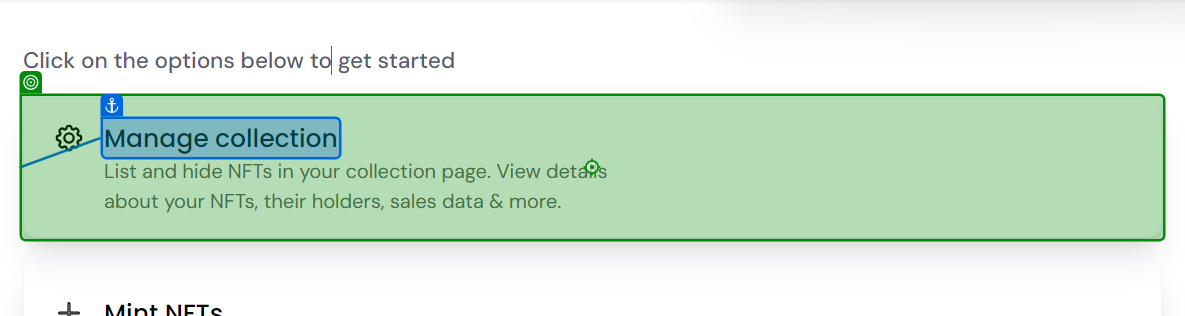 Click on the options below to get started
Manage collection
List and hide NFTs in your collection page. View details
about your NFTs, their holders, sales data & more.
Mint NFTs